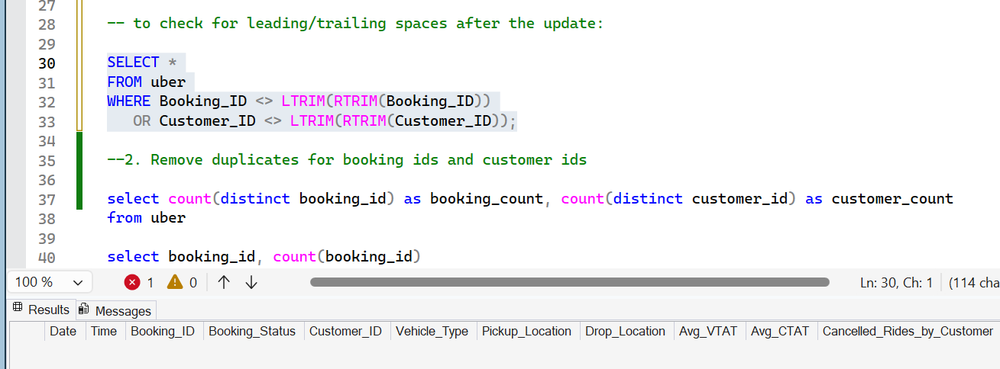 27
28 -- to check for leading/trailing spaces after the update:
29
30 SELECT *
31 FROM uber
32 WHERE Booking_ID <> LTRIM(RTRIM(Booking_ID))
33 OR Customer_ID <> LTRIM(RTRIM(Customer_ID));
34
35 --2. Remove duplicates for booking ids and customer ids
36
37 select count(distinct booking_id) as booking_count, count(distinct customer_id) as customer_count
38 from uber
39
40 select booking_id, count(booking_id)
100 % 1 0 Ln: 30, Ch: 1 (114 cha
Results Messages
Date Time Booking_ID Booking_Status Customer_ID Vehicle_Type Pickup_Location Drop_Location Avg_VTAT Avg_CTAT Cancelled_Rides_by_Customer